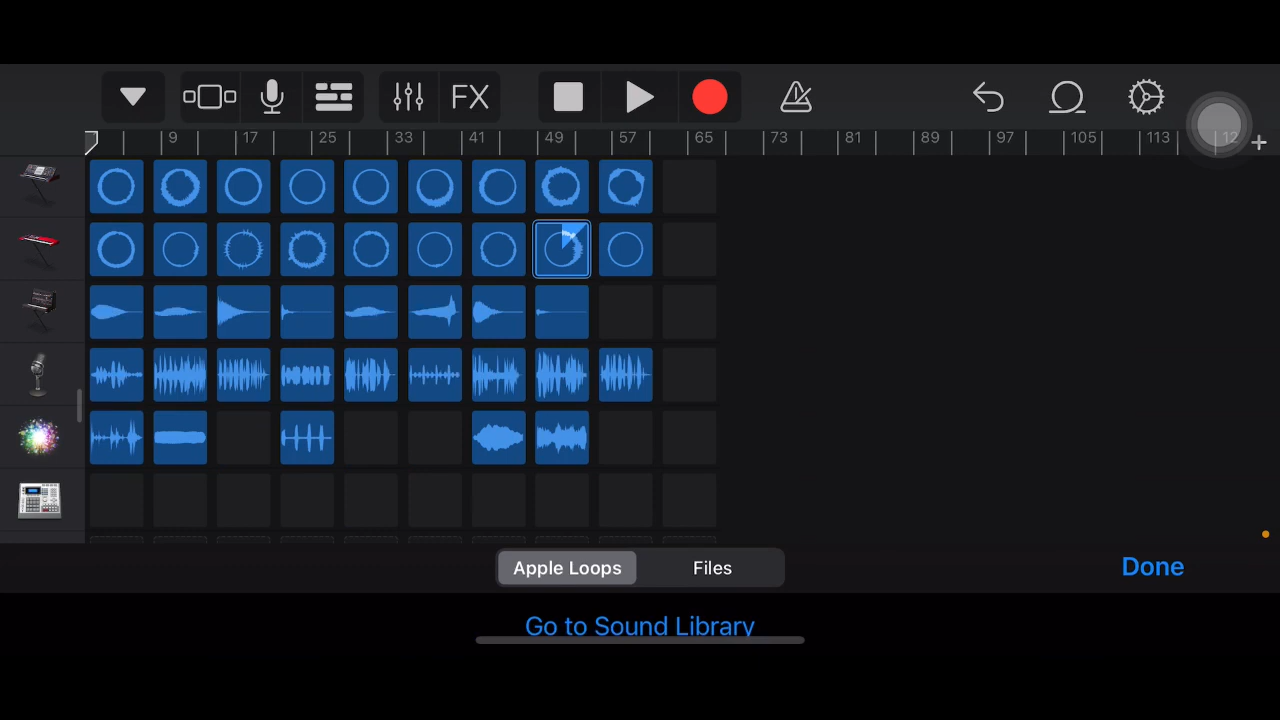 FX
9 17 25 33 41 49 57 65 73 81 89 97 105 113 12
Apple Loops Files
Done
Go to Sound Library